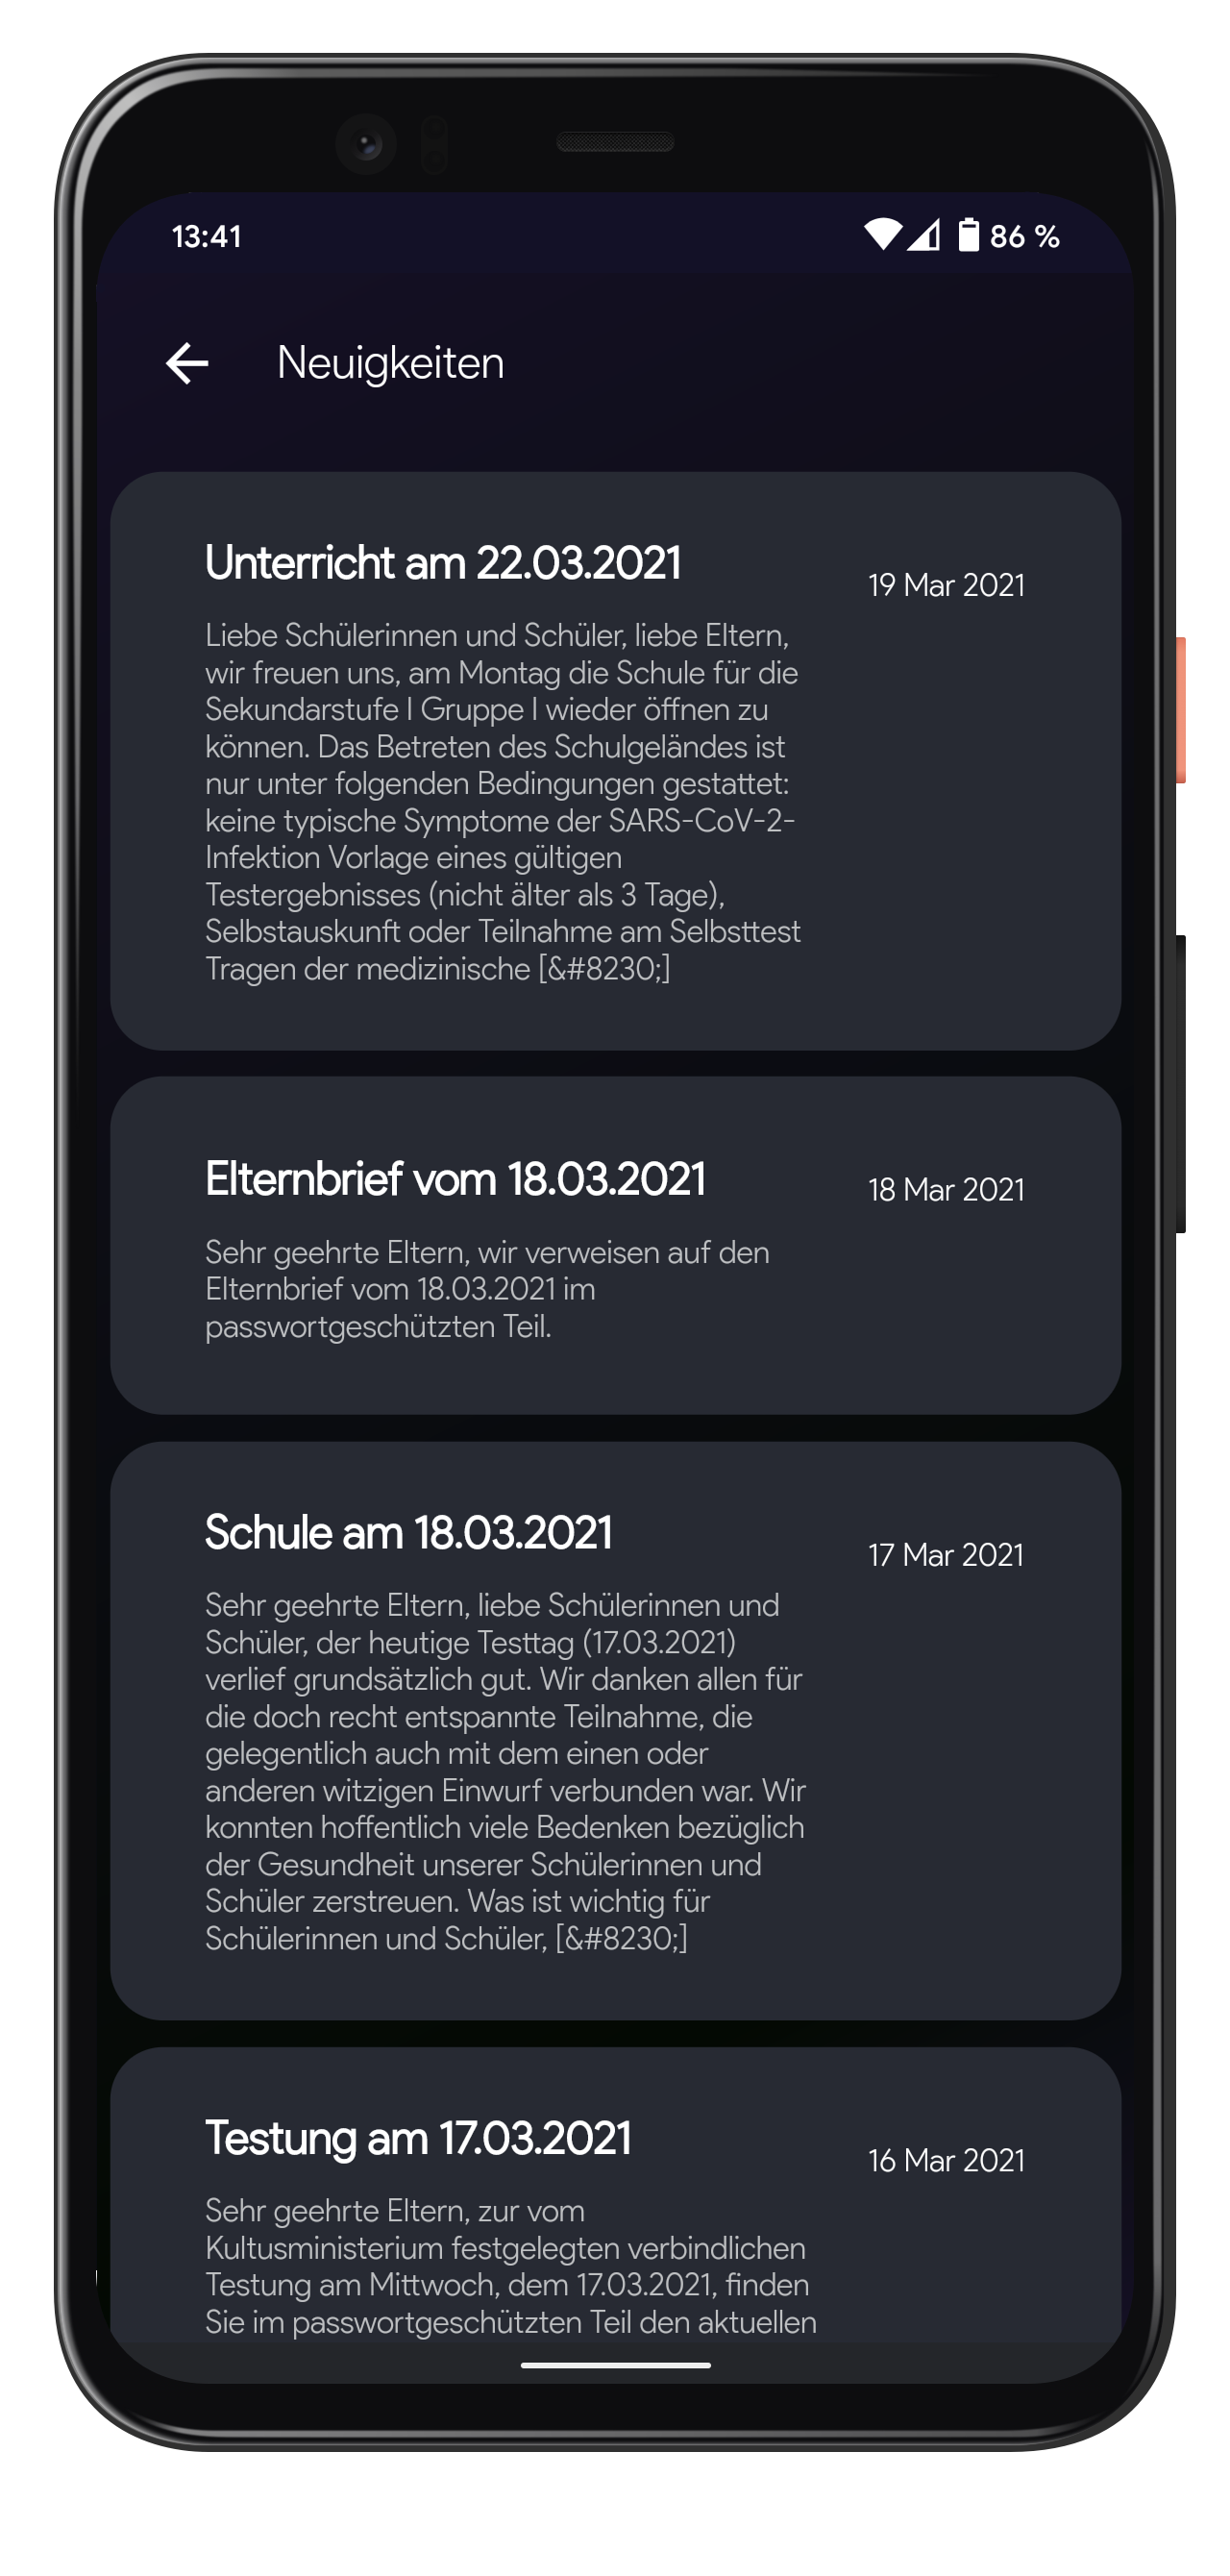 13:41
86 %
Neuigkeiten
Unterricht am 22.03.2021
19 Mar 2021
Liebe Schülerinnen und Schüler, liebe Eltern,
wir freuen uns, am Montag die Schule für die
Sekundarstufe I Gruppe I wieder öffnen zu
können. Das Betreten des Schulgeländes ist
nur unter folgenden Bedingungen gestattet:
keine typische Symptome der SARS-CoV-2-
Infektion Vorlage eines gültigen
Testergebnisses (nicht älter als 3 Tage),
Selbstauskunft oder Teilnahme am Selbsttest
Tragen der medizinische [&#8230;]
Elternbrief vom 18.03.2021
18 Mar 2021
Sehr geehrte Eltern, wir verweisen auf den
Elternbrief vom 18.03.2021 im
passwortgeschützten Teil.
Schule am 18.03.2021
17 Mar 2021
Sehr geehrte Eltern, liebe Schülerinnen und
Schüler, der heutige Testtag (17.03.2021)
verlief grundsätzlich gut. Wir danken allen für
die doch recht entspannte Teilnahme, die
gelegentlich auch mit dem einen oder
anderen witzigen Einwurf verbunden war. Wir
konnten hoffentlich viele Bedenken bezüglich
der Gesundheit unserer Schülerinnen und
Schüler zerstreuen. Was ist wichtig für
Schülerinnen und Schüler, [&#8230;]
Testung am 17.03.2021
16 Mar 2021
Sehr geehrte Eltern, zur vom
Kultusministerium festgelegten verbindlichen
Testung am Mittwoch, dem 17.03.2021, finden
Sie im passwortgeschützten Teil den aktuellen